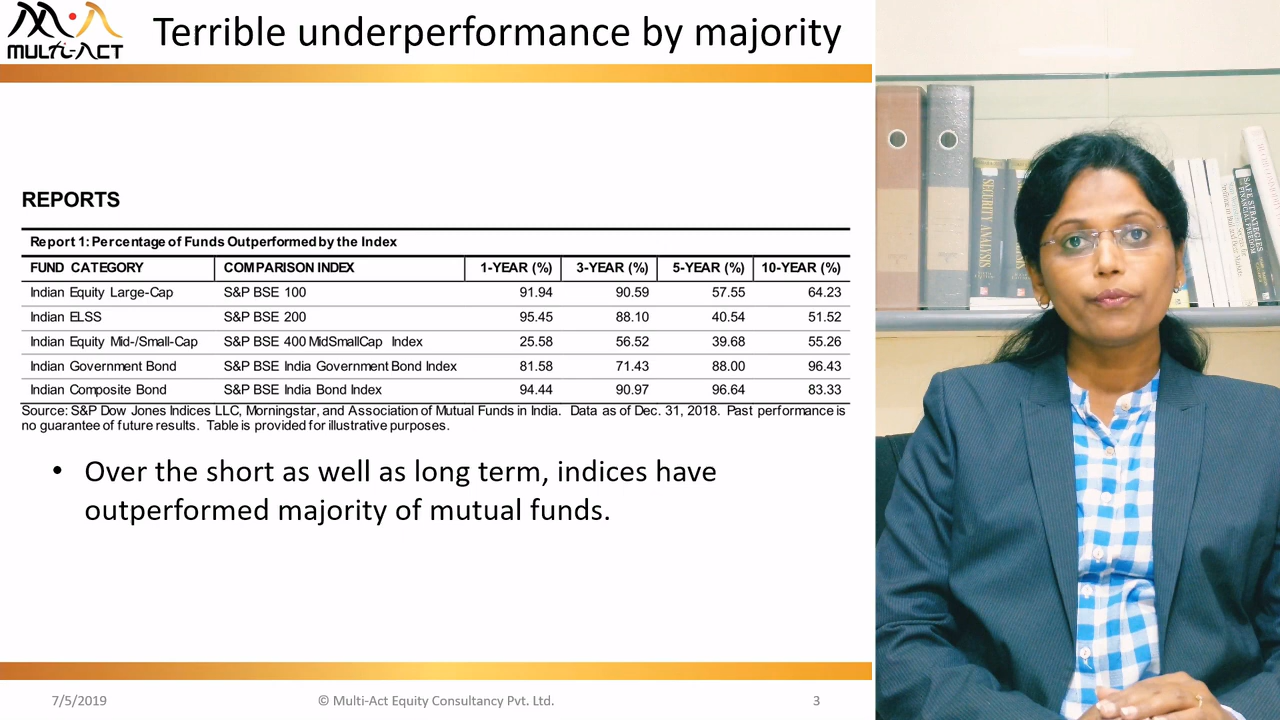 MULTI-ACT
Terrible underperformance by majority
REPORTS
Report 1: Percentage of Funds Outperformed by the Index
FUND CATEGORY COMPARISON INDEX 1-YEAR (%) 3-YEAR (%) 5-YEAR (%) 10-YEAR (%)
Indian Equity Large-Cap S&P BSE 100 91.94 90.59 57.55 64.23
Indian ELSS S&P BSE 200 95.45 88.10 40.54 51.52
Indian Equity Mid-/Small-Cap S&P BSE 400 MidSmallCap Index 25.58 56.52 39.68 55.26
Indian Government Bond S&P BSE India Government Bond Index 81.58 71.43 88.00 96.43
Indian Composite Bond S&P BSE India Bond Index 94.44 90.97 96.64 83.33
Source: S&P Dow Jones Indices LLC, Morningstar, and Association of Mutual Funds in India. Data as of Dec. 31, 2018. Past performance is
no guarantee of future results. Table is provided for illustrative purposes.
• Over the short as well as long term, indices have
outperformed majority of mutual funds.
7/5/2019 © Multi-Act Equity Consultancy Pvt. Ltd. 3
SECURITY ANALYSIS
SAFE STRATEGIES
FINANCIAL FREEDOM